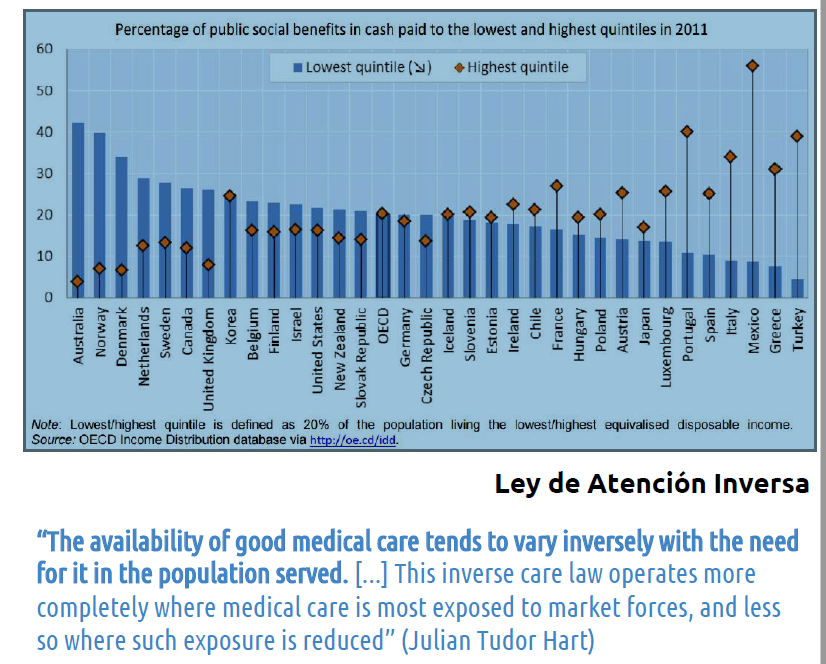 Percentage of public social benefits in cash paid to the lowest and highest quintiles in 2011
60
50
40
30
20
10
0
Lowest quintile (⇘) Highest quintile
Australia
Norway
Denmark
Netherlands
Sweden
Canada
United Kingdom
Korea
Belgium
Finland
Israel
United States
New Zealand
Slovak Republic
OECD
Germany
Czech Republic
Iceland
Slovenia
Estonia
Ireland
Chile
France
Hungary
Poland
Austria
Japan
Luxembourg
Portugal
Spain
Italy
Mexico
Greece
Turkey
Note: Lowest/highest quintile is defined as 20% of the population living the lowest/highest equivalised disposable income.
Source: OECD Income Distribution database via http://oe.cd/idd.
Ley de Atención Inversa
“The availability of good medical care tends to vary inversely with the need
for it in the population served. [...] This inverse care law operates more
completely where medical care is most exposed to market forces, and less
so where such exposure is reduced” (Julian Tudor Hart)